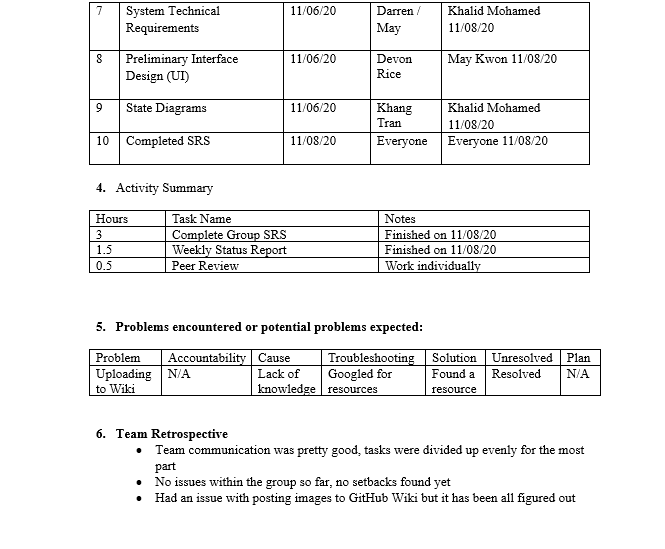 7 System Technical 11/06/20 Darren / Khalid Mohamed
Requirements May 11/08/20
8 Preliminary Interface 11/06/20 Devon May Kwon 11/08/20
Design (UI) Rice
9 State Diagrams 11/06/20 Khang Khalid Mohamed
Tran 11/08/20
10 Completed SRS 11/08/20 Everyone Everyone 11/08/20
4. Activity Summary
Hours Task Name Notes
3 Complete Group SRS Finished on 11/08/20
1.5 Weekly Status Report Finished on 11/08/20
0.5 Peer Review Work individually
5. Problems encountered or potential problems expected:
Problem Accountability Cause Troubleshooting Solution Unresolved Plan
Uploading N/A Lack of Googled for Found a Resolved N/A
to Wiki knowledge resources resource
6. Team Retrospective
• Team communication was pretty good, tasks were divided up evenly for the most
part
• No issues within the group so far, no setbacks found yet
• Had an issue with posting images to GitHub Wiki but it has been all figured out